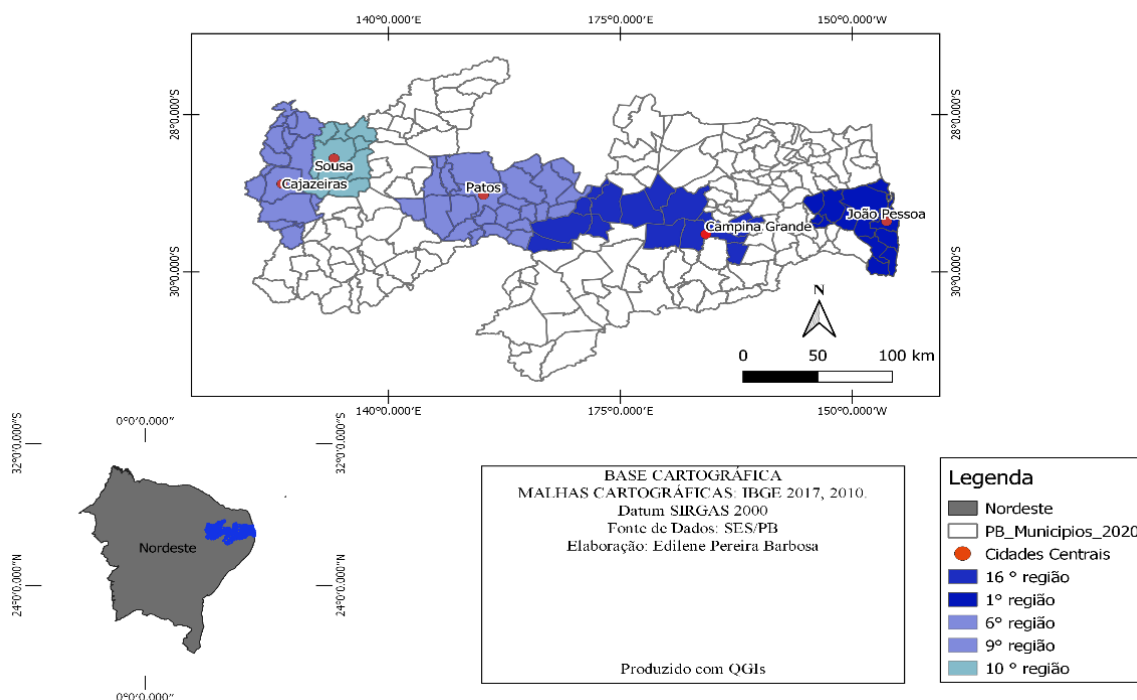 140°0.000'E
175°0.000'W
150°0.000'W
28°0.000'S
28°0.000'S
Sousa
Cajazeiras
Patos
João Pessoa
Campina Grande
30°0.000'S
30°0.000'S
N
0 50 100 km
140°0.000'E
175°0.000'W
150°0.000'W
0°0'0.000"
32°0'0.000"S
32°0'0.000"S
Nordeste
24°0'0.000"N
24°0'0.000"N
0°0'0.000"
BASE CARTOGRÁFICA
MALHAS CARTOGRÁFICAS: IBGE 2017, 2010.
Datum SIRGAS 2000
Fonte de Dados: SES/PB
Elaboração: Edilene Pereira Barbosa
Produzido com QGIs
Legenda
Nordeste
PB_Municipios_2020
Cidades Centrais
16 ° região
1° região
6° região
9° região
10 ° região